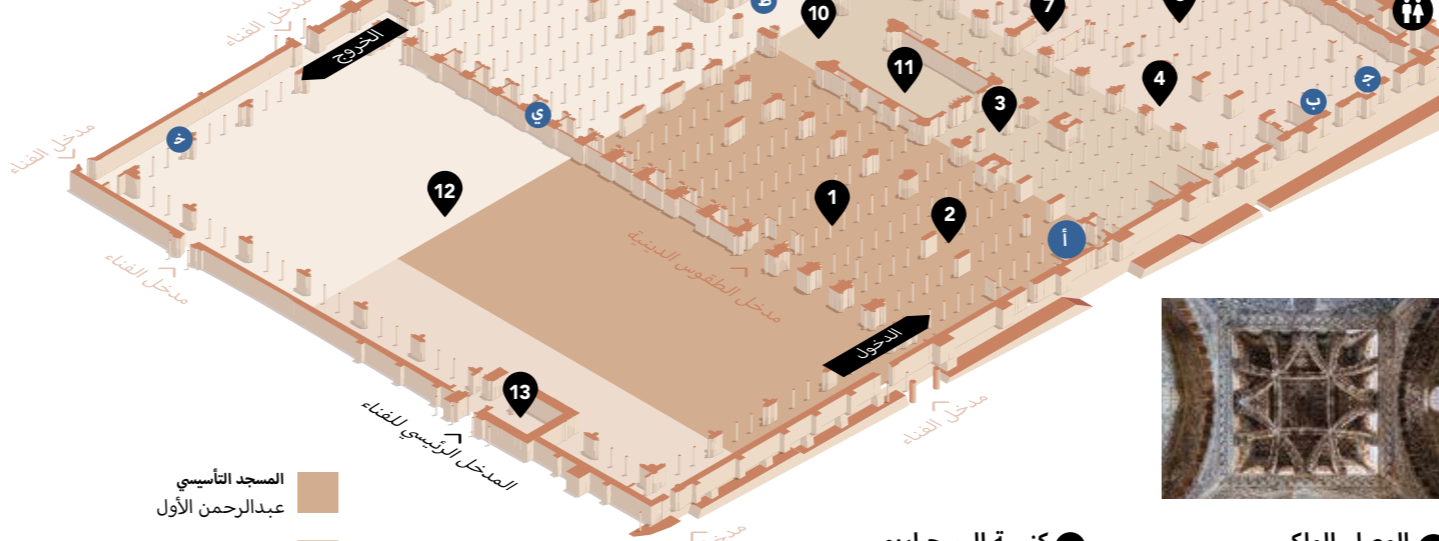 مدخل الفناء
الخروج
ط
10
7
11
4
ج
ب
3
ي
خ
مدخل الفناء
12
1
2
أ
مدخل الطقوس الدينية
مدخل الفناء
الدخول
13
مدخل الفناء
المدخل الرئيسي للفناء
المسجد التأسيسي
عبدالرحمن الأول
مدخل